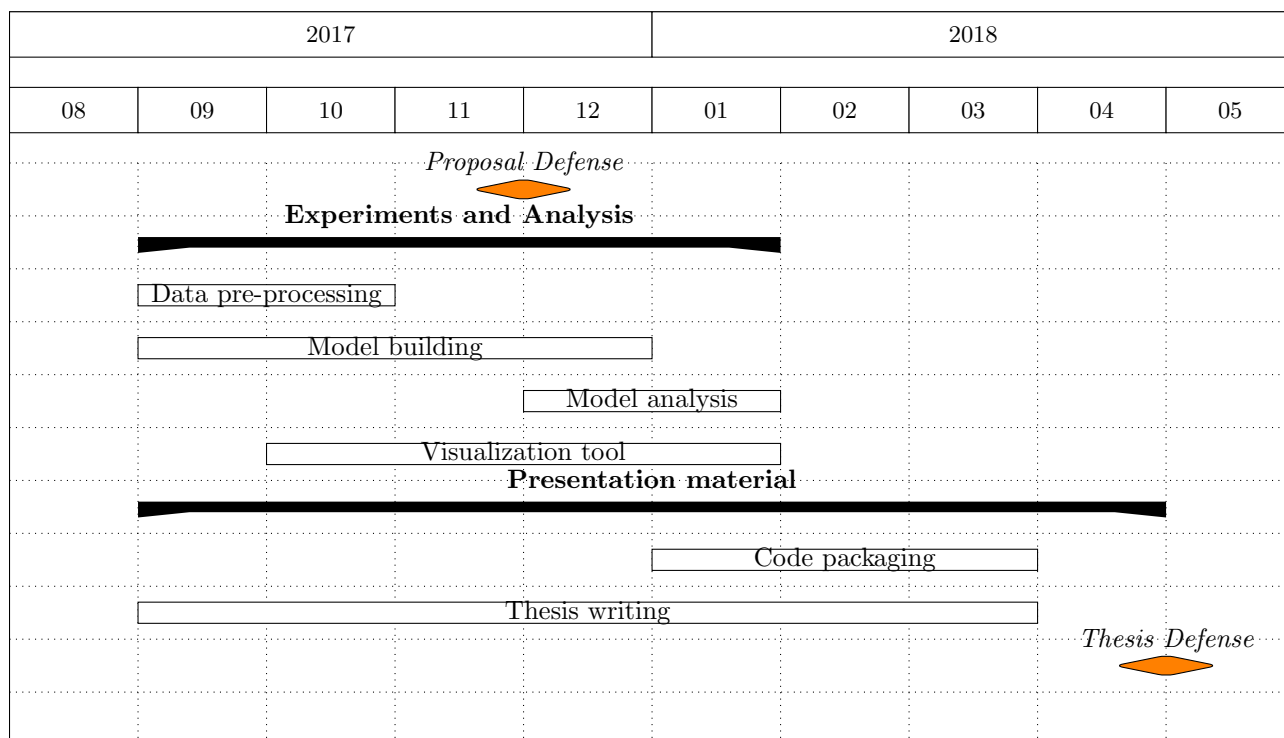 2017 2018
08 09 10 11 12 01 02 03 04 05
Proposal Defense
Experiments and Analysis
Data pre-processing
Model building
Model analysis
Visualization tool
Presentation material
Code packaging
Thesis writing
Thesis Defense